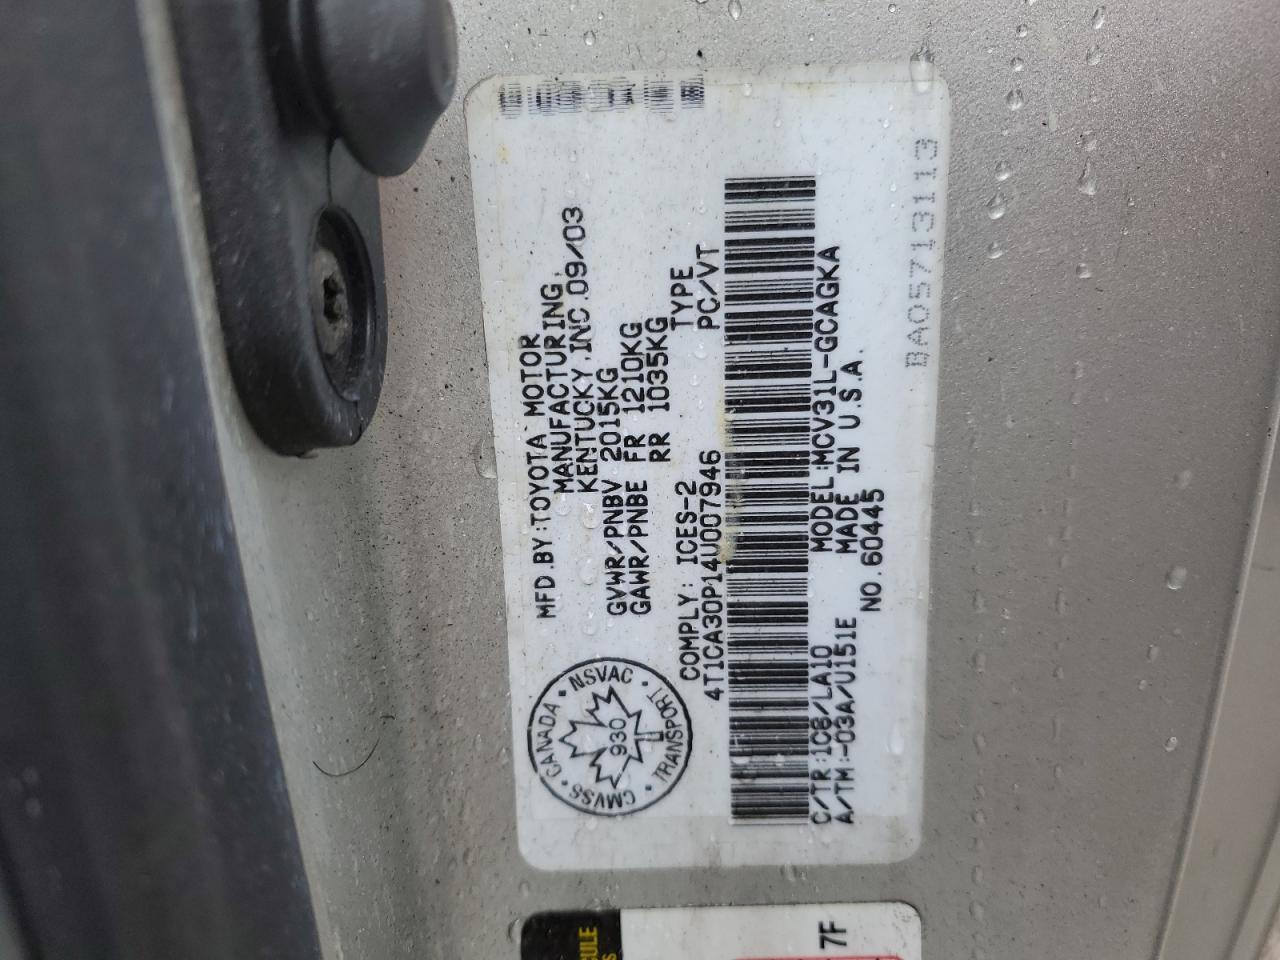 MFD.BY:TOYOTA MOTOR
MANUFACTURING,
KENTUCKY,INC.09/03
GVWR/PNBV 2015KG
GAWR/PNBE FR 1210KG
RR 1035KG
CANADA · NSVAC · TRANSPORT · CMVSS ·
930
COMPLY: ICES-2 TYPE
4T1CA30P14U007946 PC/VT
C/TR:1C8/LA10 MODEL:MCV31L-GCAGKA
A/TM:-03A/U151E MADE IN U.S.A.
NO.60445
BA05713113
7F